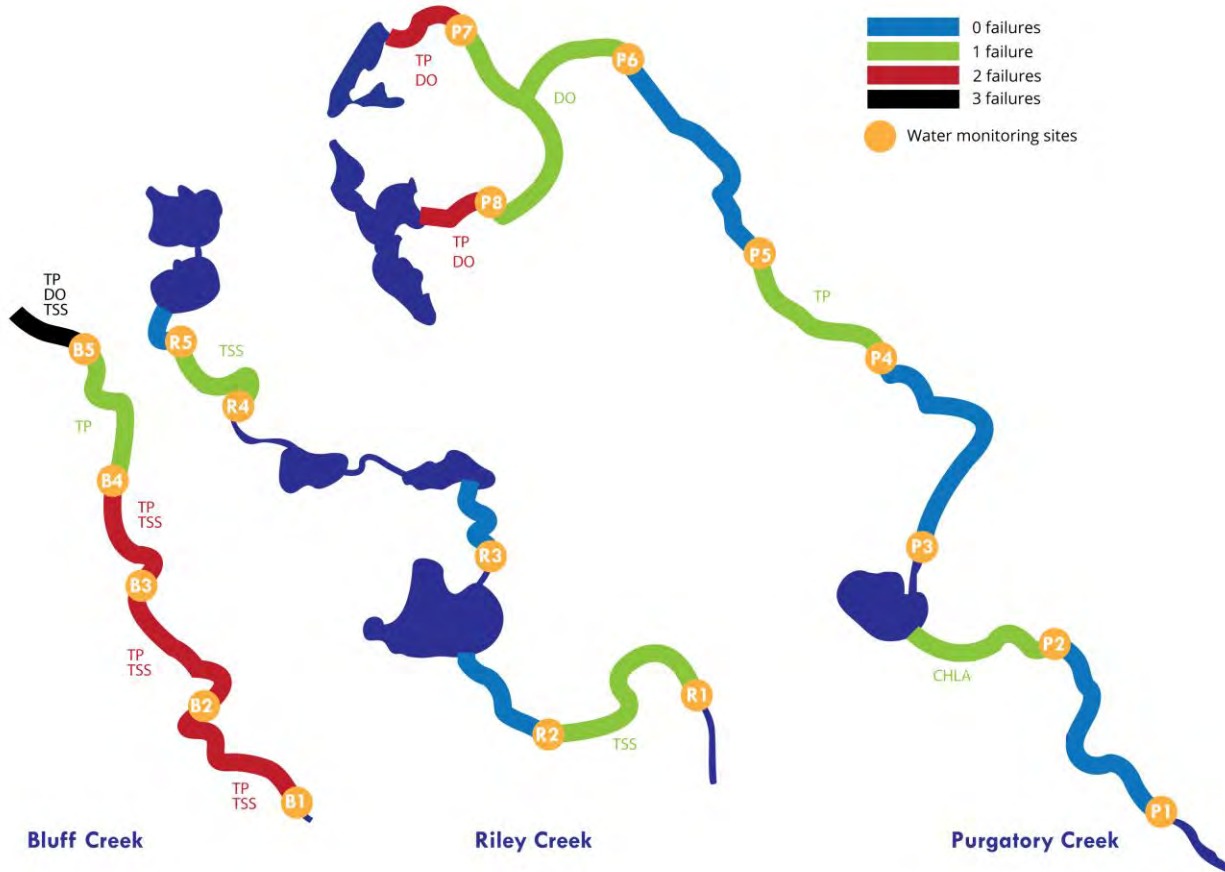 0 failures
1 failure
2 failures
3 failures
Water monitoring sites
P7
TP
DO
DO
P6
P8
TP
DO
P5
TP
P4
P3
P2
CHLA
P1
TP
DO
TSS
B5
TP
B4
TP
TSS
B3
TP
TSS
B2
TP
TSS
B1
R5
TSS
R4
R3
R2
TSS
R1
Bluff Creek
Riley Creek
Purgatory Creek